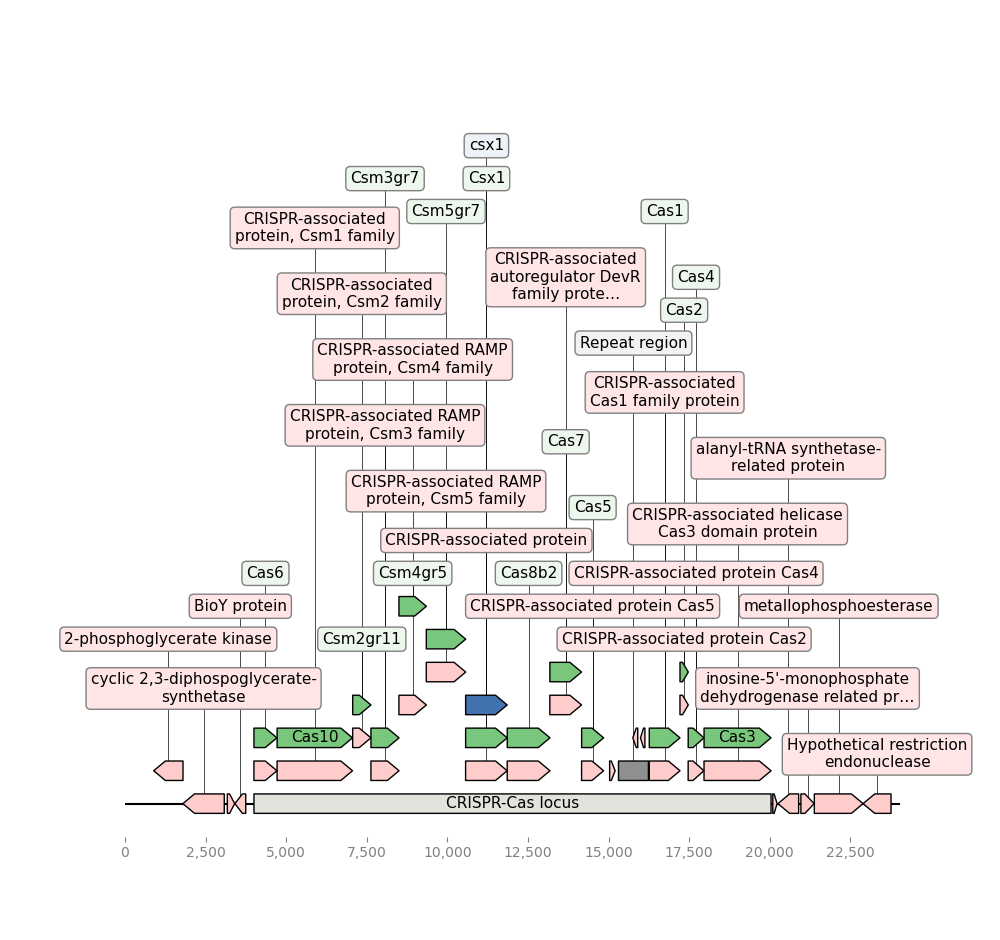 csx1
Csm3gr7
Csx1
Csm5gr7
Cas1
CRISPR-associated
protein, Csm1 family
CRISPR-associated
autoregulator DevR
family prote…
Cas4
CRISPR-associated
protein, Csm2 family
Cas2
Repeat region
CRISPR-associated RAMP
protein, Csm4 family
CRISPR-associated
Cas1 family protein
CRISPR-associated RAMP
protein, Csm3 family
Cas7
alanyl-tRNA synthetase-
related protein
CRISPR-associated RAMP
protein, Csm5 family
Cas5
CRISPR-associated helicase
Cas3 domain protein
CRISPR-associated protein
Cas6
Csm4gr5
Cas8b2
CRISPR-associated protein Cas4
BioY protein
CRISPR-associated protein Cas5
metallophosphoesterase
2-phosphoglycerate kinase
Csm2gr11
CRISPR-associated protein Cas2
cyclic 2,3-diphospoglycerate-
synthetase
inosine-5'-monophosphate
dehydrogenase related pr…
Cas10
Cas3
Hypothetical restriction
endonuclease
CRISPR-Cas locus
0
2,500
5,000
7,500
10,000
12,500
15,000
17,500
20,000
22,500